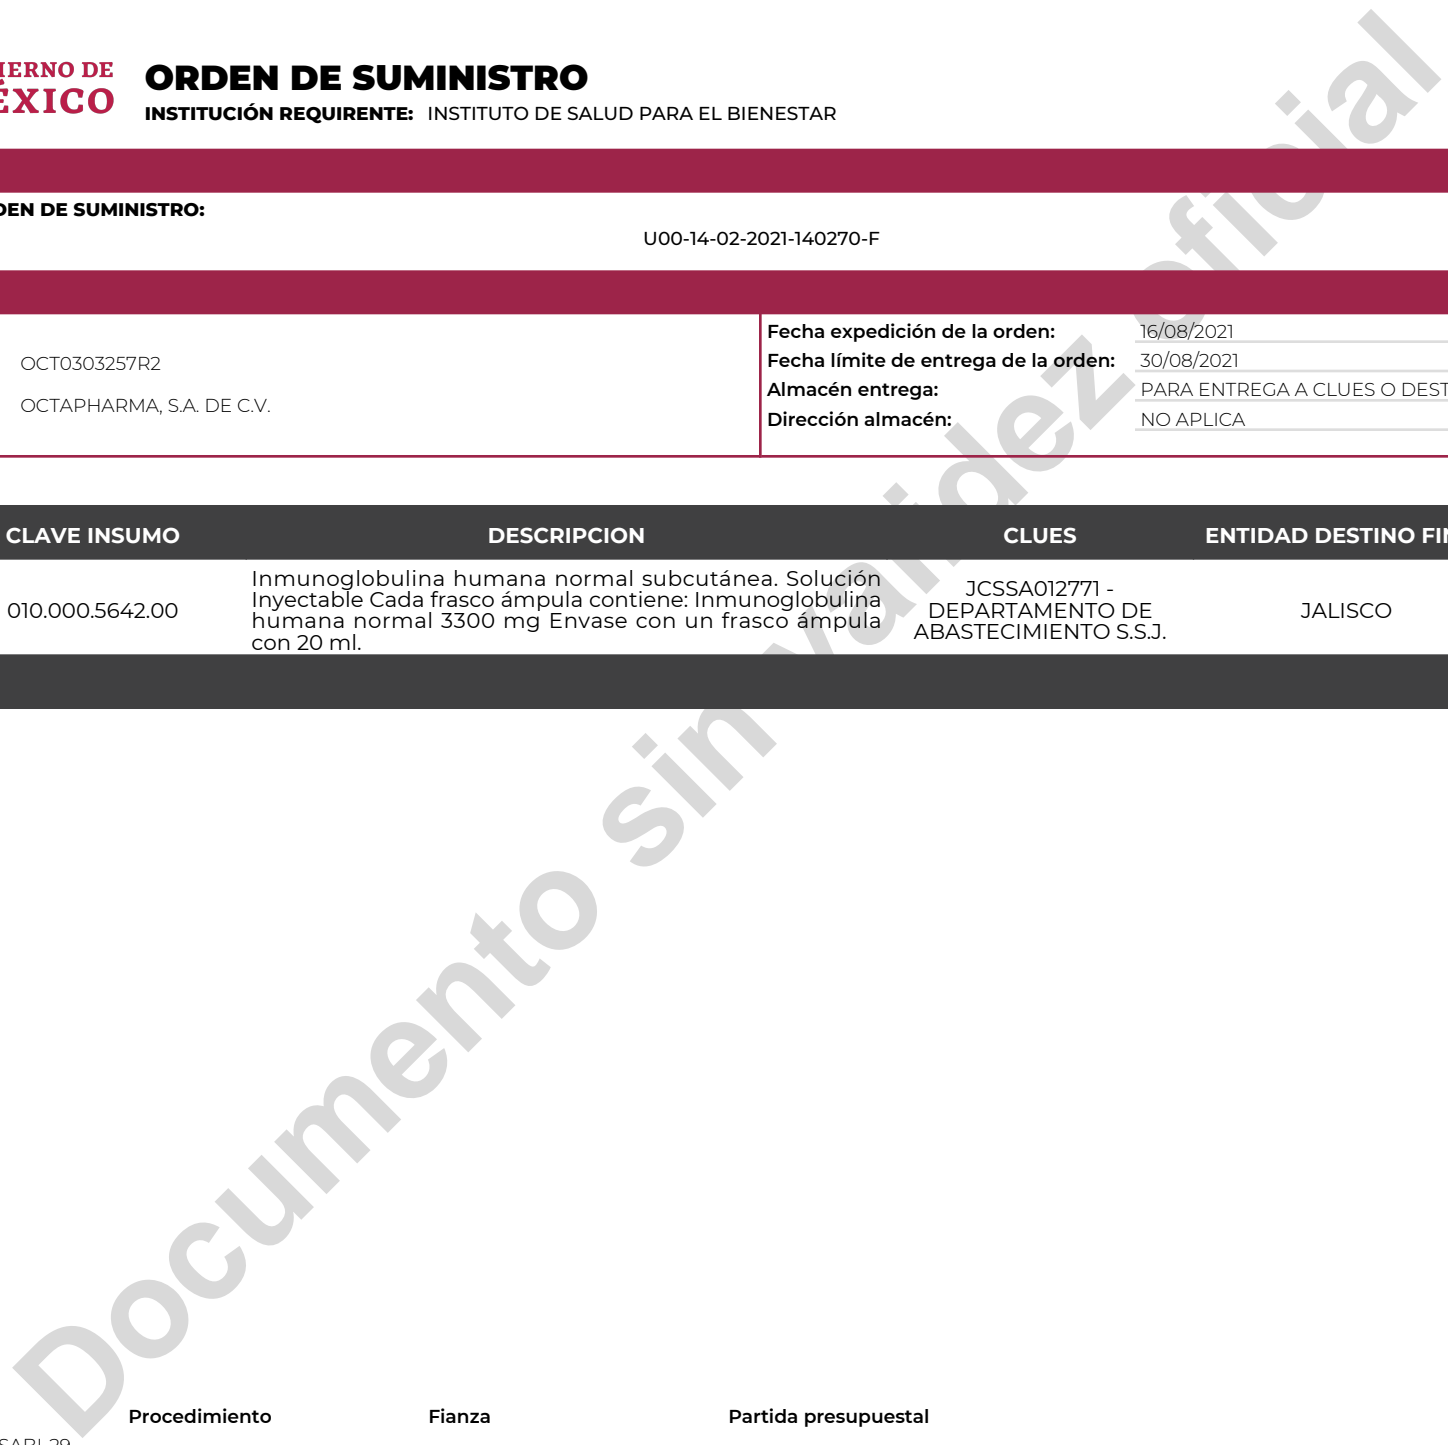 IERNO DE
ÉXICO
ORDEN DE SUMINISTRO
INSTITUCIÓN REQUIRENTE: INSTITUTO DE SALUD PARA EL BIENESTAR
DEN DE SUMINISTRO:
U00-14-02-2021-140270-F
OCT0303257R2
OCTAPHARMA, S.A. DE C.V.
Fecha expedición de la orden: 16/08/2021
Fecha límite de entrega de la orden: 30/08/2021
Almacén entrega: PARA ENTREGA A CLUES O DEST
Dirección almacén: NO APLICA
CLAVE INSUMO DESCRIPCION CLUES ENTIDAD DESTINO FIN
010.000.5642.00
Inmunoglobulina humana normal subcutánea. Solución
Inyectable Cada frasco ámpula contiene: Inmunoglobulina
humana normal 3300 mg Envase con un frasco ámpula
con 20 ml.
JCSSA012771 -
DEPARTAMENTO DE
ABASTECIMIENTO S.S.J.
JALISCO
Documento sin validez oficial
Procedimiento Fianza Partida presupuestal
SABI-29